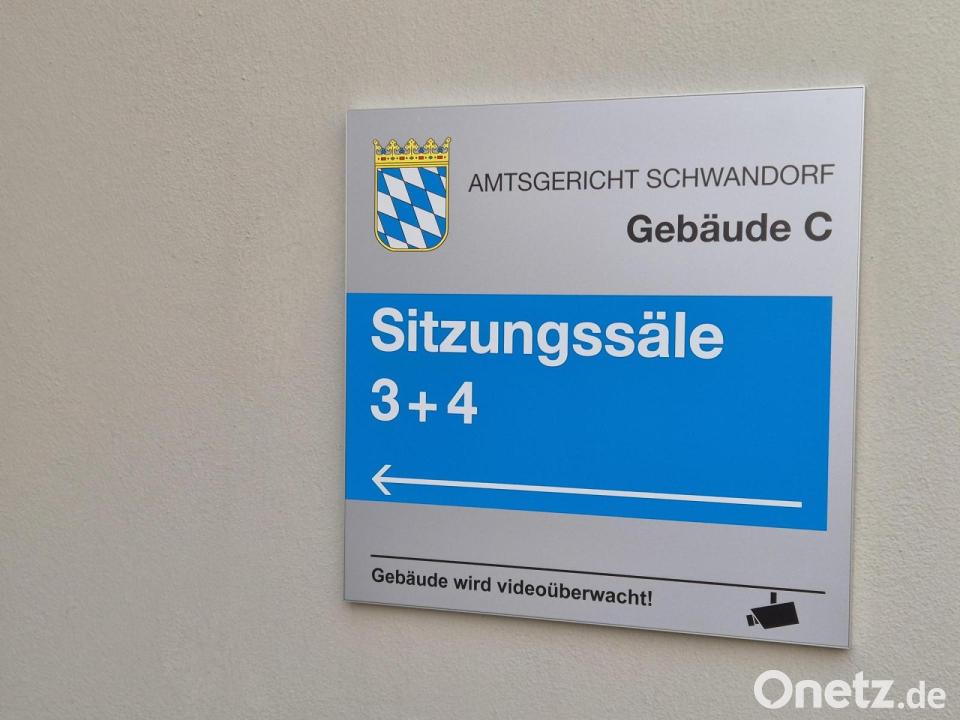 AMTSGERICHT SCHWANDORF
Gebäude C
Sitzungssäle
3 + 4
Gebäude wird videoüberwacht!
Onetz.de